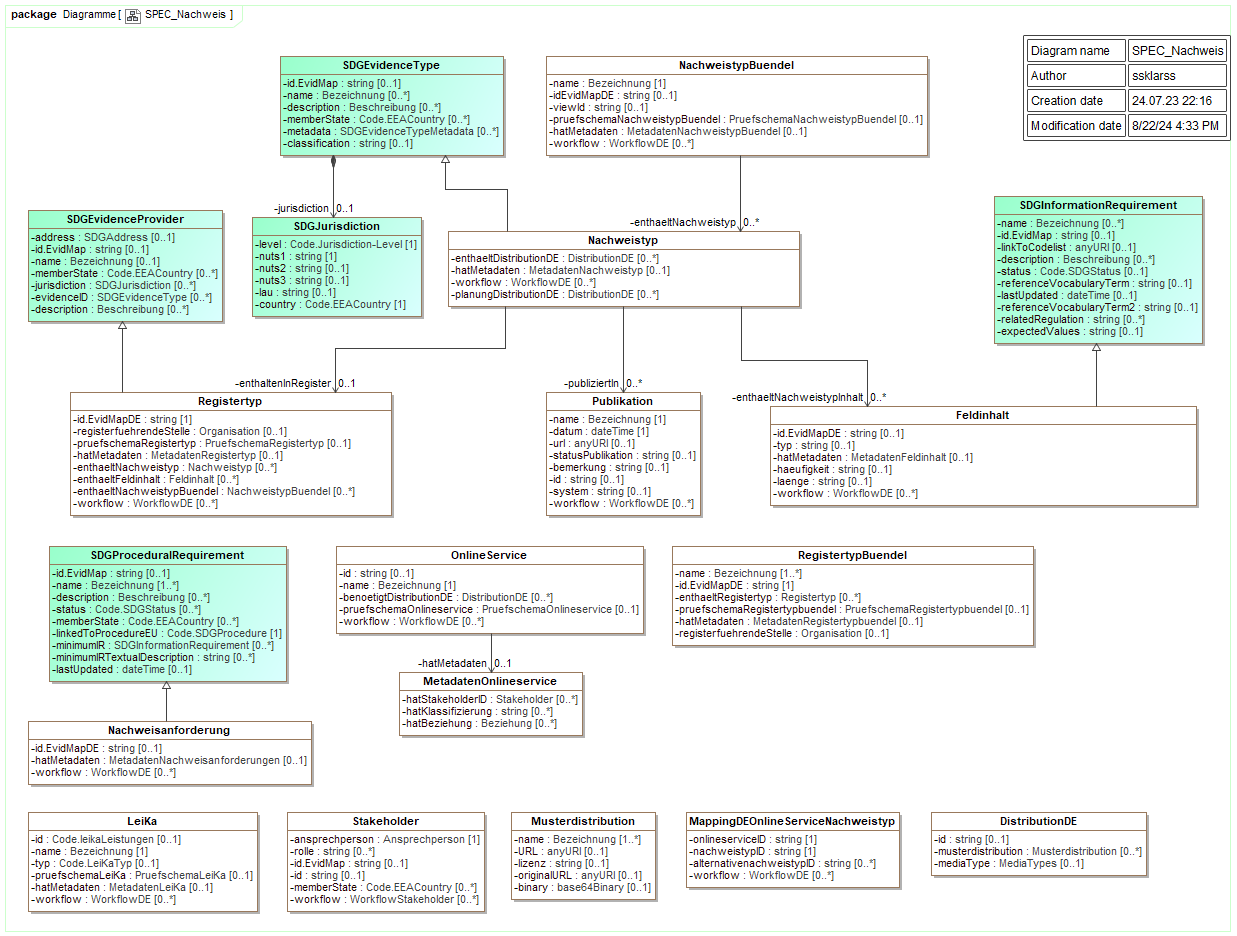 package Diagramme [ SPEC_Nachweis ]
Diagram name SPEC_Nachweis
Author ssklarss
Creation date 24.07.23 22:16
Modification date 8/22/24 4:33 PM
SDGEvidenceType
-id.EvidMap : string [0..1]
-name : Bezeichnung [0..*]
-description : Beschreibung [0..*]
-memberState : Code.EEACountry [0..*]
-metadata : SDGEvidenceTypeMetadata [0..*]
-classification : string [0..1]
NachweistypBuendel
-name : Bezeichnung [1]
-idEvidMapDE : string [0..1]
-viewId : string [0..1]
-pruefschemaNachweistypBuendel : PruefschemaNachweistypBuendel [0..1]
-hatMetadaten : MetadatenNachweistypBuendel [0..1]
-workflow : WorkflowDE [0..*]
-jurisdiction 0..1
-enthaeltNachweistyp 0..*
SDGEvidenceProvider
-address : SDGAddress [0..1]
-id.EvidMap : string [0..1]
-name : Bezeichnung [0..1]
-memberState : Code.EEACountry [0..*]
-jurisdiction : SDGJurisdiction [0..*]
-evidenceID : SDGEvidenceType [0..*]
-description : Beschreibung [0..*]
SDGJurisdiction
-level : Code.Jurisdiction-Level [1]
-nuts1 : string [1]
-nuts2 : string [0..1]
-nuts3 : string [0..1]
-lau : string [0..1]
-country : Code.EEACountry [1]
Nachweistyp
-enthaeltDistributionDE : DistributionDE [0..*]
-hatMetadaten : MetadatenNachweistyp [0..1]
-workflow : WorkflowDE [0..*]
-planungDistributionDE : DistributionDE [0..*]
SDGInformationRequirement
-name : Bezeichnung [0..*]
-id.EvidMap : string [0..1]
-linkToCodelist : anyURI [0..1]
-description : Beschreibung [0..*]
-status : Code.SDGStatus [0..1]
-referenceVocabularyTerm : string [0..1]
-lastUpdated : dateTime [0..1]
-referenceVocabularyTerm2 : string [0..1]
-relatedRegulation : string [0..*]
-expectedValues : string [0..1]
-enthaltenInRegister 0..1
-publiziertIn 0..*
-enthaeltNachweistypInhalt 0..*
Registertyp
-id.EvidMapDE : string [1]
-registerfuehrendeStelle : Organisation [0..1]
-pruefschemaRegistertyp : PruefschemaRegistertyp [0..1]
-hatMetadaten : MetadatenRegistertyp [0..1]
-enthaeltNachweistyp : Nachweistyp [0..*]
-enthaeltFeldinhalt : Feldinhalt [0..*]
-enthaeltNachweistypBuendel : NachweistypBuendel [0..*]
-workflow : WorkflowDE [0..*]
Publikation
-name : Bezeichnung [1]
-datum : dateTime [1]
-url : anyURI [0..1]
-statusPublikation : string [0..1]
-bemerkung : string [0..1]
-id : string [0..1]
-system : string [0..1]
-workflow : WorkflowDE [0..*]
Feldinhalt
-id.EvidMapDE : string [0..1]
-typ : string [0..1]
-hatMetadaten : MetadatenFeldinhalt [0..1]
-haeufigkeit : string [0..1]
-laenge : string [0..1]
-workflow : WorkflowDE [0..*]
SDGProceduralRequirement
-id.EvidMap : string [0..1]
-name : Bezeichnung [1..*]
-description : Beschreibung [0..*]
-status : Code.SDGStatus [0..*]
-memberState : Code.EEACountry [0..*]
-linkedToProcedureEU : Code.SDGProcedure [1]
-minimumIR : SDGInformationRequirement [0..*]
-minimumIRTextualDescription : string [0..*]
-lastUpdated : dateTime [0..1]
OnlineService
-id : string [0..1]
-name : Bezeichnung [1]
-benoetigtDistributionDE : DistributionDE [0..*]
-pruefschemaOnlineservice : PruefschemaOnlineservice [0..1]
-workflow : WorkflowDE [0..*]
RegistertypBuendel
-name : Bezeichnung [1..*]
-id.EvidMapDE : string [1]
-enthaeltRegistertyp : Registertyp [0..*]
-pruefschemaRegistertypbuendel : PruefschemaRegistertypbuendel [0..1]
-hatMetadaten : MetadatenRegistertypbuendel [0..1]
-registerfuehrendeStelle : Organisation [0..1]
-hatMetadaten 0..1
MetadatenOnlineservice
-hatStakeholderID : Stakeholder [0..*]
-hatKlassifizierung : string [0..*]
-hatBeziehung : Beziehung [0..*]
Nachweisanforderung
-id.EvidMapDE : string [0..1]
-hatMetadaten : MetadatenNachweisanforderungen [0..1]
-workflow : WorkflowDE [0..*]
LeiKa
-id : Code.leikaLeistungen [0..1]
-name : Bezeichnung [1]
-typ : Code.LeiKaTyp [0..1]
-pruefschemaLeiKa : PruefschemaLeiKa [0..1]
-hatMetadaten : MetadatenLeiKa [0..1]
-workflow : WorkflowDE [0..*]
Stakeholder
-ansprechperson : Ansprechperson [1]
-rolle : string [0..*]
-id.EvidMap : string [0..1]
-id : string [0..1]
-memberState : Code.EEACountry [0..*]
-workflow : WorkflowStakeholder [0..*]
Musterdistribution
-name : Bezeichnung [1..*]
-URL : anyURI [0..1]
-lizenz : string [0..1]
-originalURL : anyURI [0..1]
-binary : base64Binary [0..1]
MappingDEOnlineServiceNachweistyp
-onlineserviceID : string [1]
-nachweistypID : string [1]
-alternativenachweistypID : string [0..*]
-workflow : WorkflowDE [0..*]
DistributionDE
-id : string [0..1]
-musterdistribution : Musterdistribution [0..*]
-mediaType : MediaTypes [0..1]